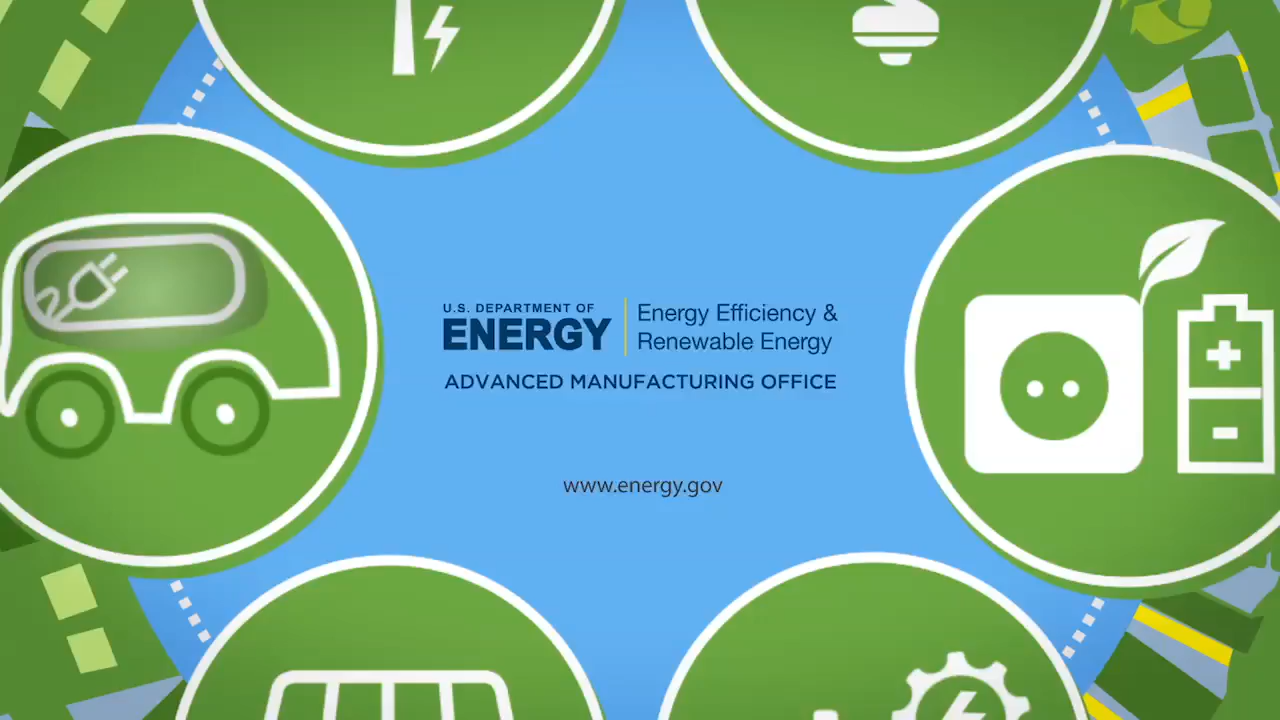 U.S. DEPARTMENT OF
ENERGY
Energy Efficiency &
Renewable Energy
ADVANCED MANUFACTURING OFFICE
www.energy.gov